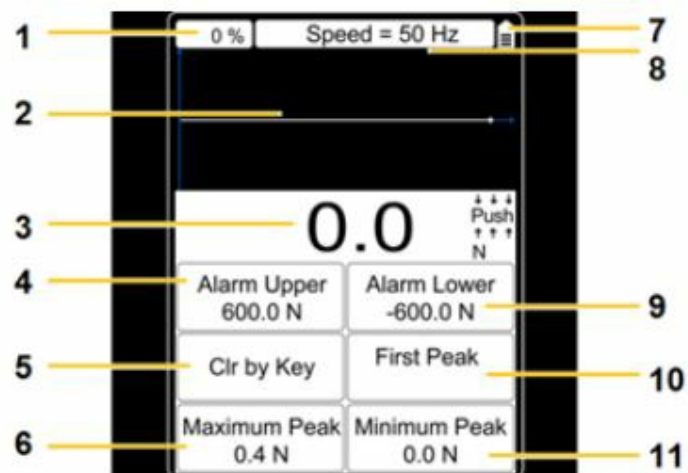 1
0 %
Speed = 50 Hz
7
8
2
3
0.0
Push
N
4
Alarm Upper
600.0 N
Alarm Lower
-600.0 N
9
5
Clr by Key
First Peak
10
6
Maximum Peak
0.4 N
Minimum Peak
0.0 N
11